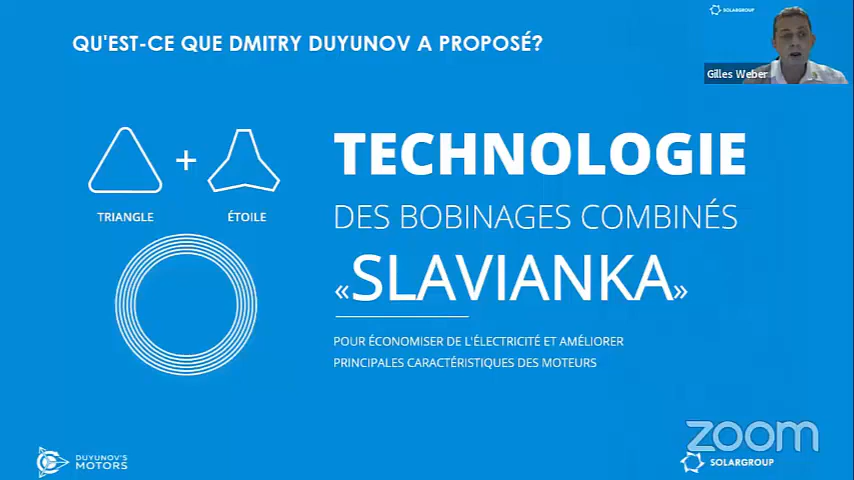 SOLARGROUP
QU'EST-CE QUE DMITRY DUYUNOV A PROPOSÉ?
Gilles Weber
TECHNOLOGIE
DES BOBINAGES COMBINÉS
«SLAVIANKA»
+
TRIANGLE
ÉTOILE
POUR ÉCONOMISER DE L'ÉLECTRICITÉ ET AMÉLIORER
PRINCIPALES CARACTÉRISTIQUES DES MOTEURS
zoom
DUYUNOV'S
MOTORS
SOLARGROUP